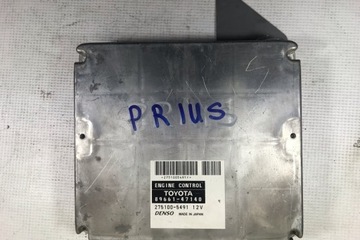 PRIUS
ENGINE CONTROL
TOYOTA
89661-47140
275100-5491 12V
DENSO MADE IN JAPAN